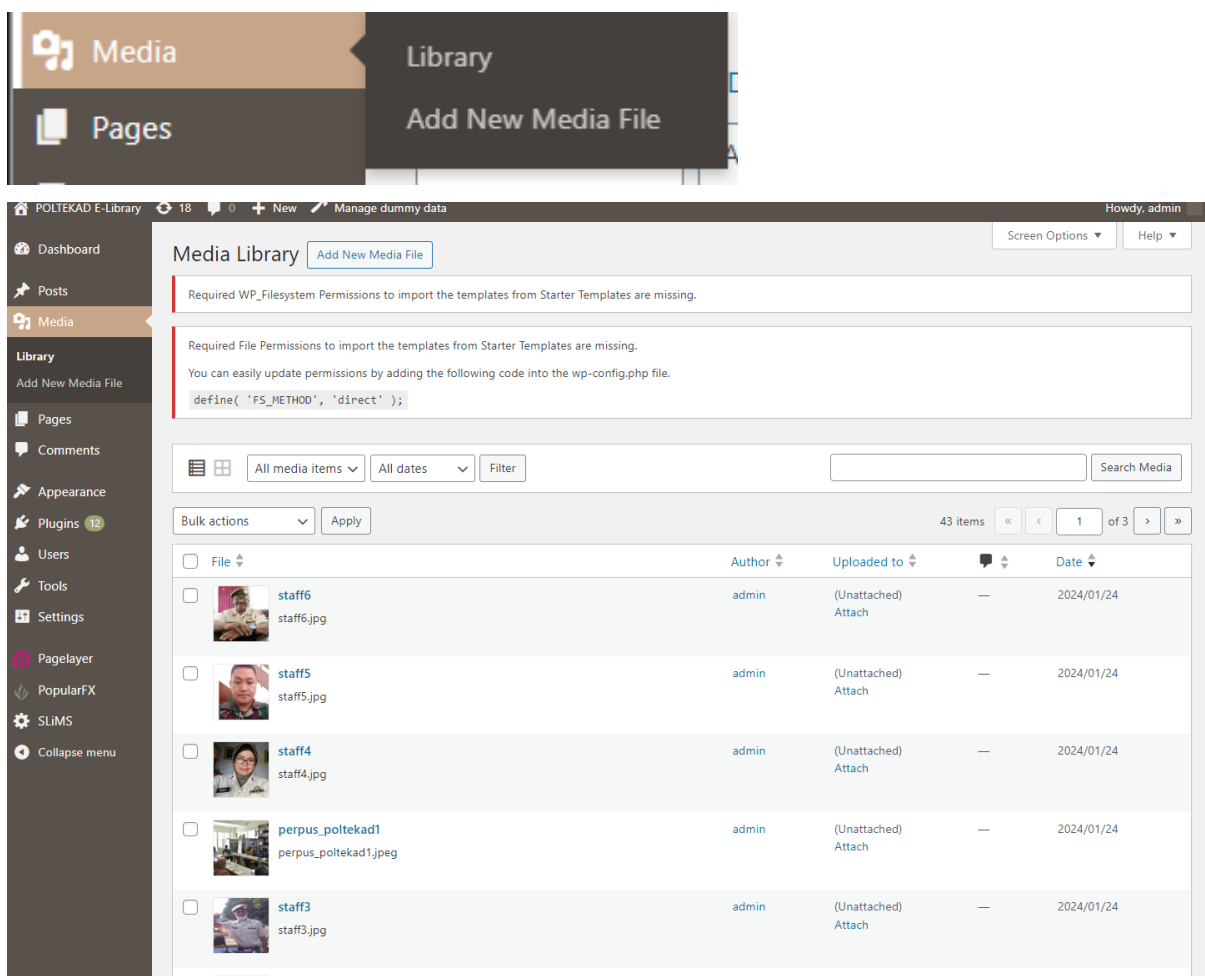 Media
Library
Add New Media File
Pages
POLTEKAD E-Library 18 0 New Manage dummy data Howdy, admin
Screen Options Help
Dashboard
Posts
Media
Library
Add New Media File
Pages
Comments
Appearance
Plugins 12
Users
Tools
Settings
Pagelayer
PopularFX
SLiMS
Collapse menu
Media Library Add New Media File
Required WP_Filesystem Permissions to import the templates from Starter Templates are missing.
Required File Permissions to import the templates from Starter Templates are missing.
You can easily update permissions by adding the following code into the wp-config.php file.
define( 'FS_METHOD', 'direct' );
All media items All dates Filter Search Media
Bulk actions Apply 43 items « ‹ 1 of 3 › »
File Author Uploaded to Date
staff6 admin (Unattached) — 2024/01/24
staff6.jpg Attach
staff5 admin (Unattached) — 2024/01/24
staff5.jpg Attach
staff4 admin (Unattached) — 2024/01/24
staff4.jpg Attach
perpus_poltekad1 admin (Unattached) — 2024/01/24
perpus_poltekad1.jpeg Attach
staff3 admin (Unattached) — 2024/01/24
staff3.jpg Attach